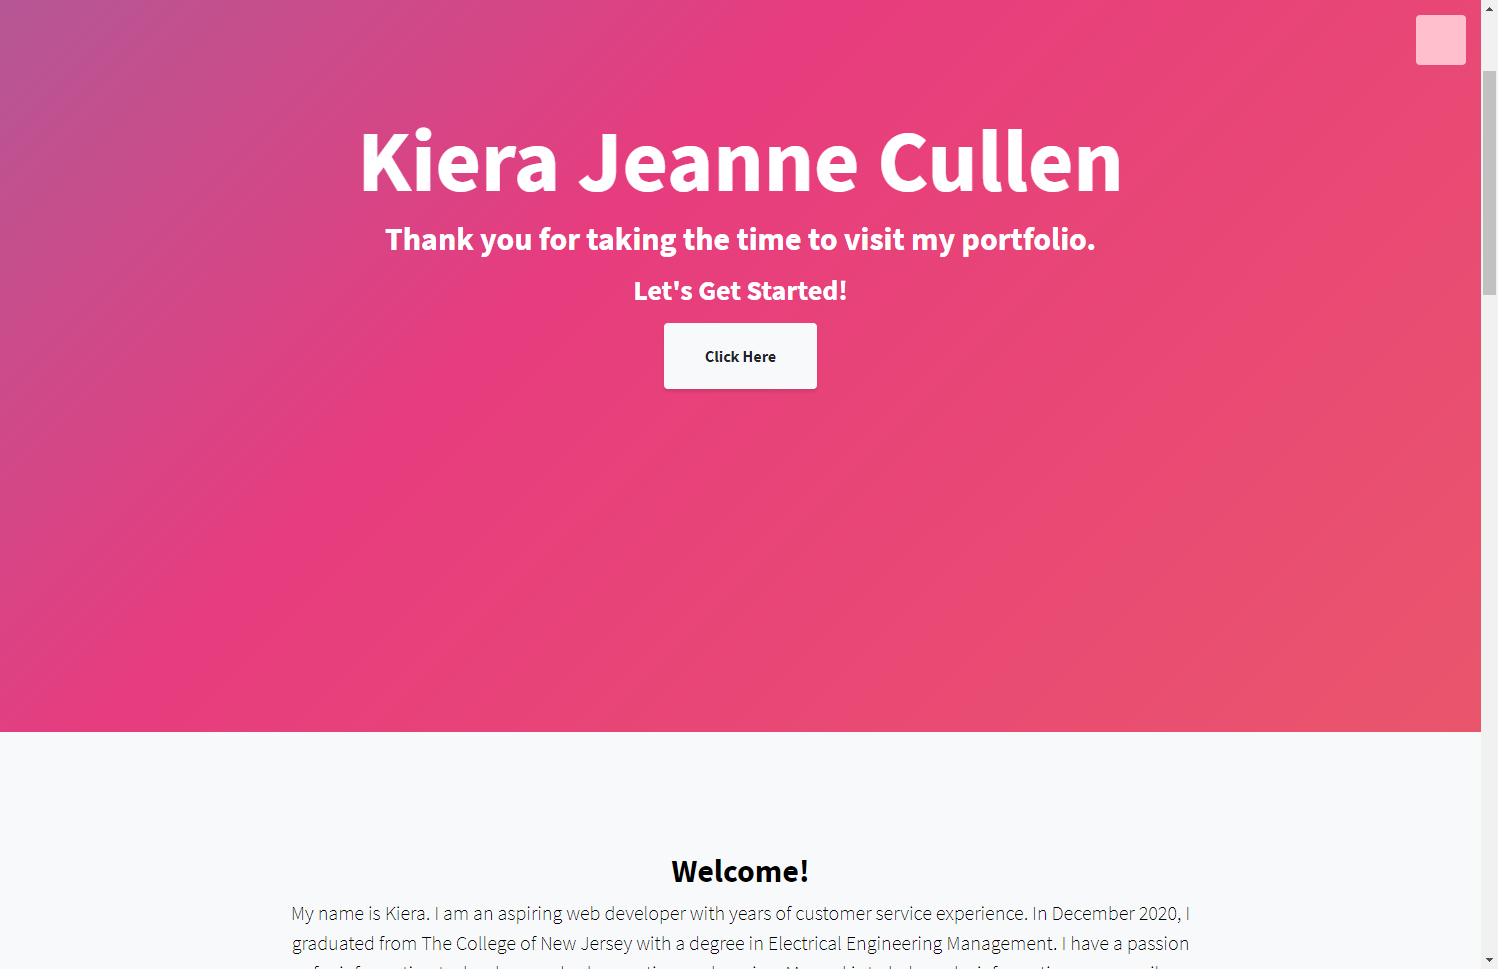 Kiera Jeanne Cullen
Thank you for taking the time to visit my portfolio.
Let's Get Started!
Click Here
Welcome!
My name is Kiera. I am an aspiring web developer with years of customer service experience. In December 2020, I
graduated from The College of New Jersey with a degree in Electrical Engineering Management. I have a passion